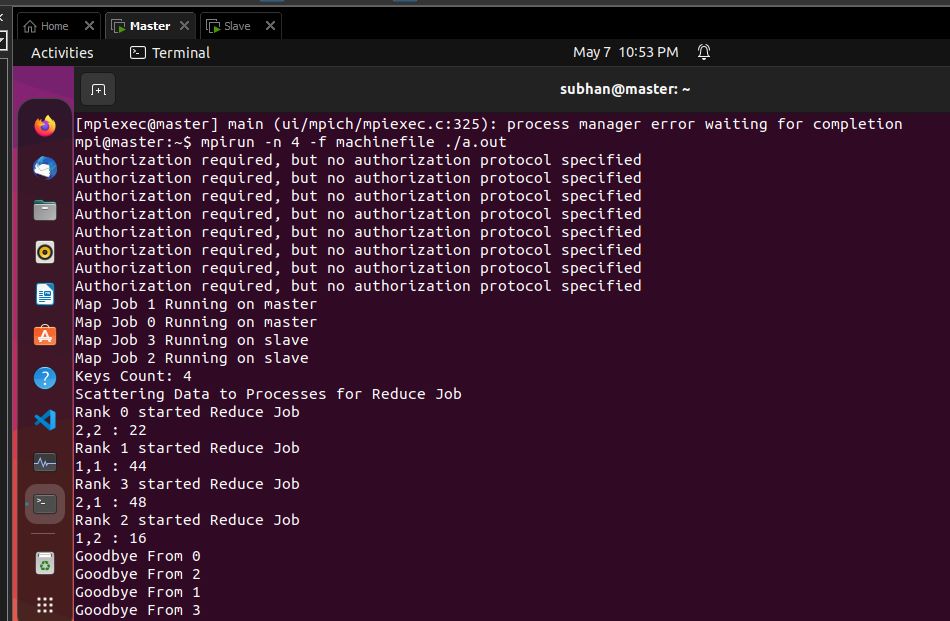 Home
Master
Slave
Activities
Terminal
May 7 10:53 PM
subhan@master: ~
[mpiexec@master] main (ui/mpich/mpiexec.c:325): process manager error waiting for completion
mpi@master:~$ mpirun -n 4 -f machinefile ./a.out
Authorization required, but no authorization protocol specified
Authorization required, but no authorization protocol specified
Authorization required, but no authorization protocol specified
Authorization required, but no authorization protocol specified
Authorization required, but no authorization protocol specified
Authorization required, but no authorization protocol specified
Authorization required, but no authorization protocol specified
Authorization required, but no authorization protocol specified
Map Job 1 Running on master
Map Job 0 Running on master
Map Job 3 Running on slave
Map Job 2 Running on slave
Keys Count: 4
Scattering Data to Processes for Reduce Job
Rank 0 started Reduce Job
2,2 : 22
Rank 1 started Reduce Job
1,1 : 44
Rank 3 started Reduce Job
2,1 : 48
Rank 2 started Reduce Job
1,2 : 16
Goodbye From 0
Goodbye From 2
Goodbye From 1
Goodbye From 3